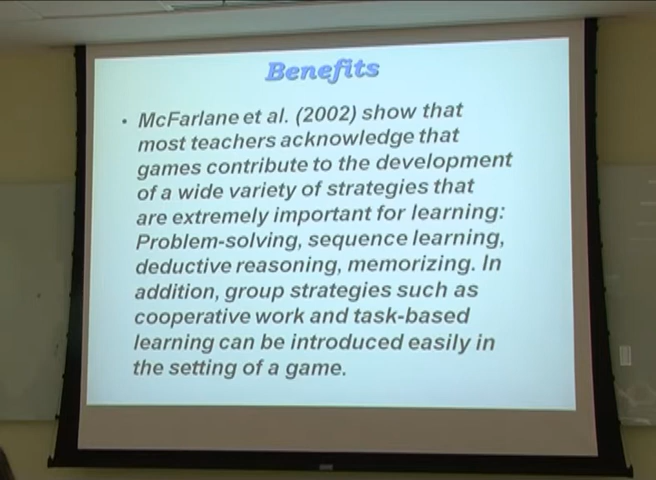 Benefits
• McFarlane et al. (2002) show that
most teachers acknowledge that
games contribute to the development
of a wide variety of strategies that
are extremely important for learning:
Problem-solving, sequence learning,
deductive reasoning, memorizing. In
addition, group strategies such as
cooperative work and task-based
learning can be introduced easily in
the setting of a game.